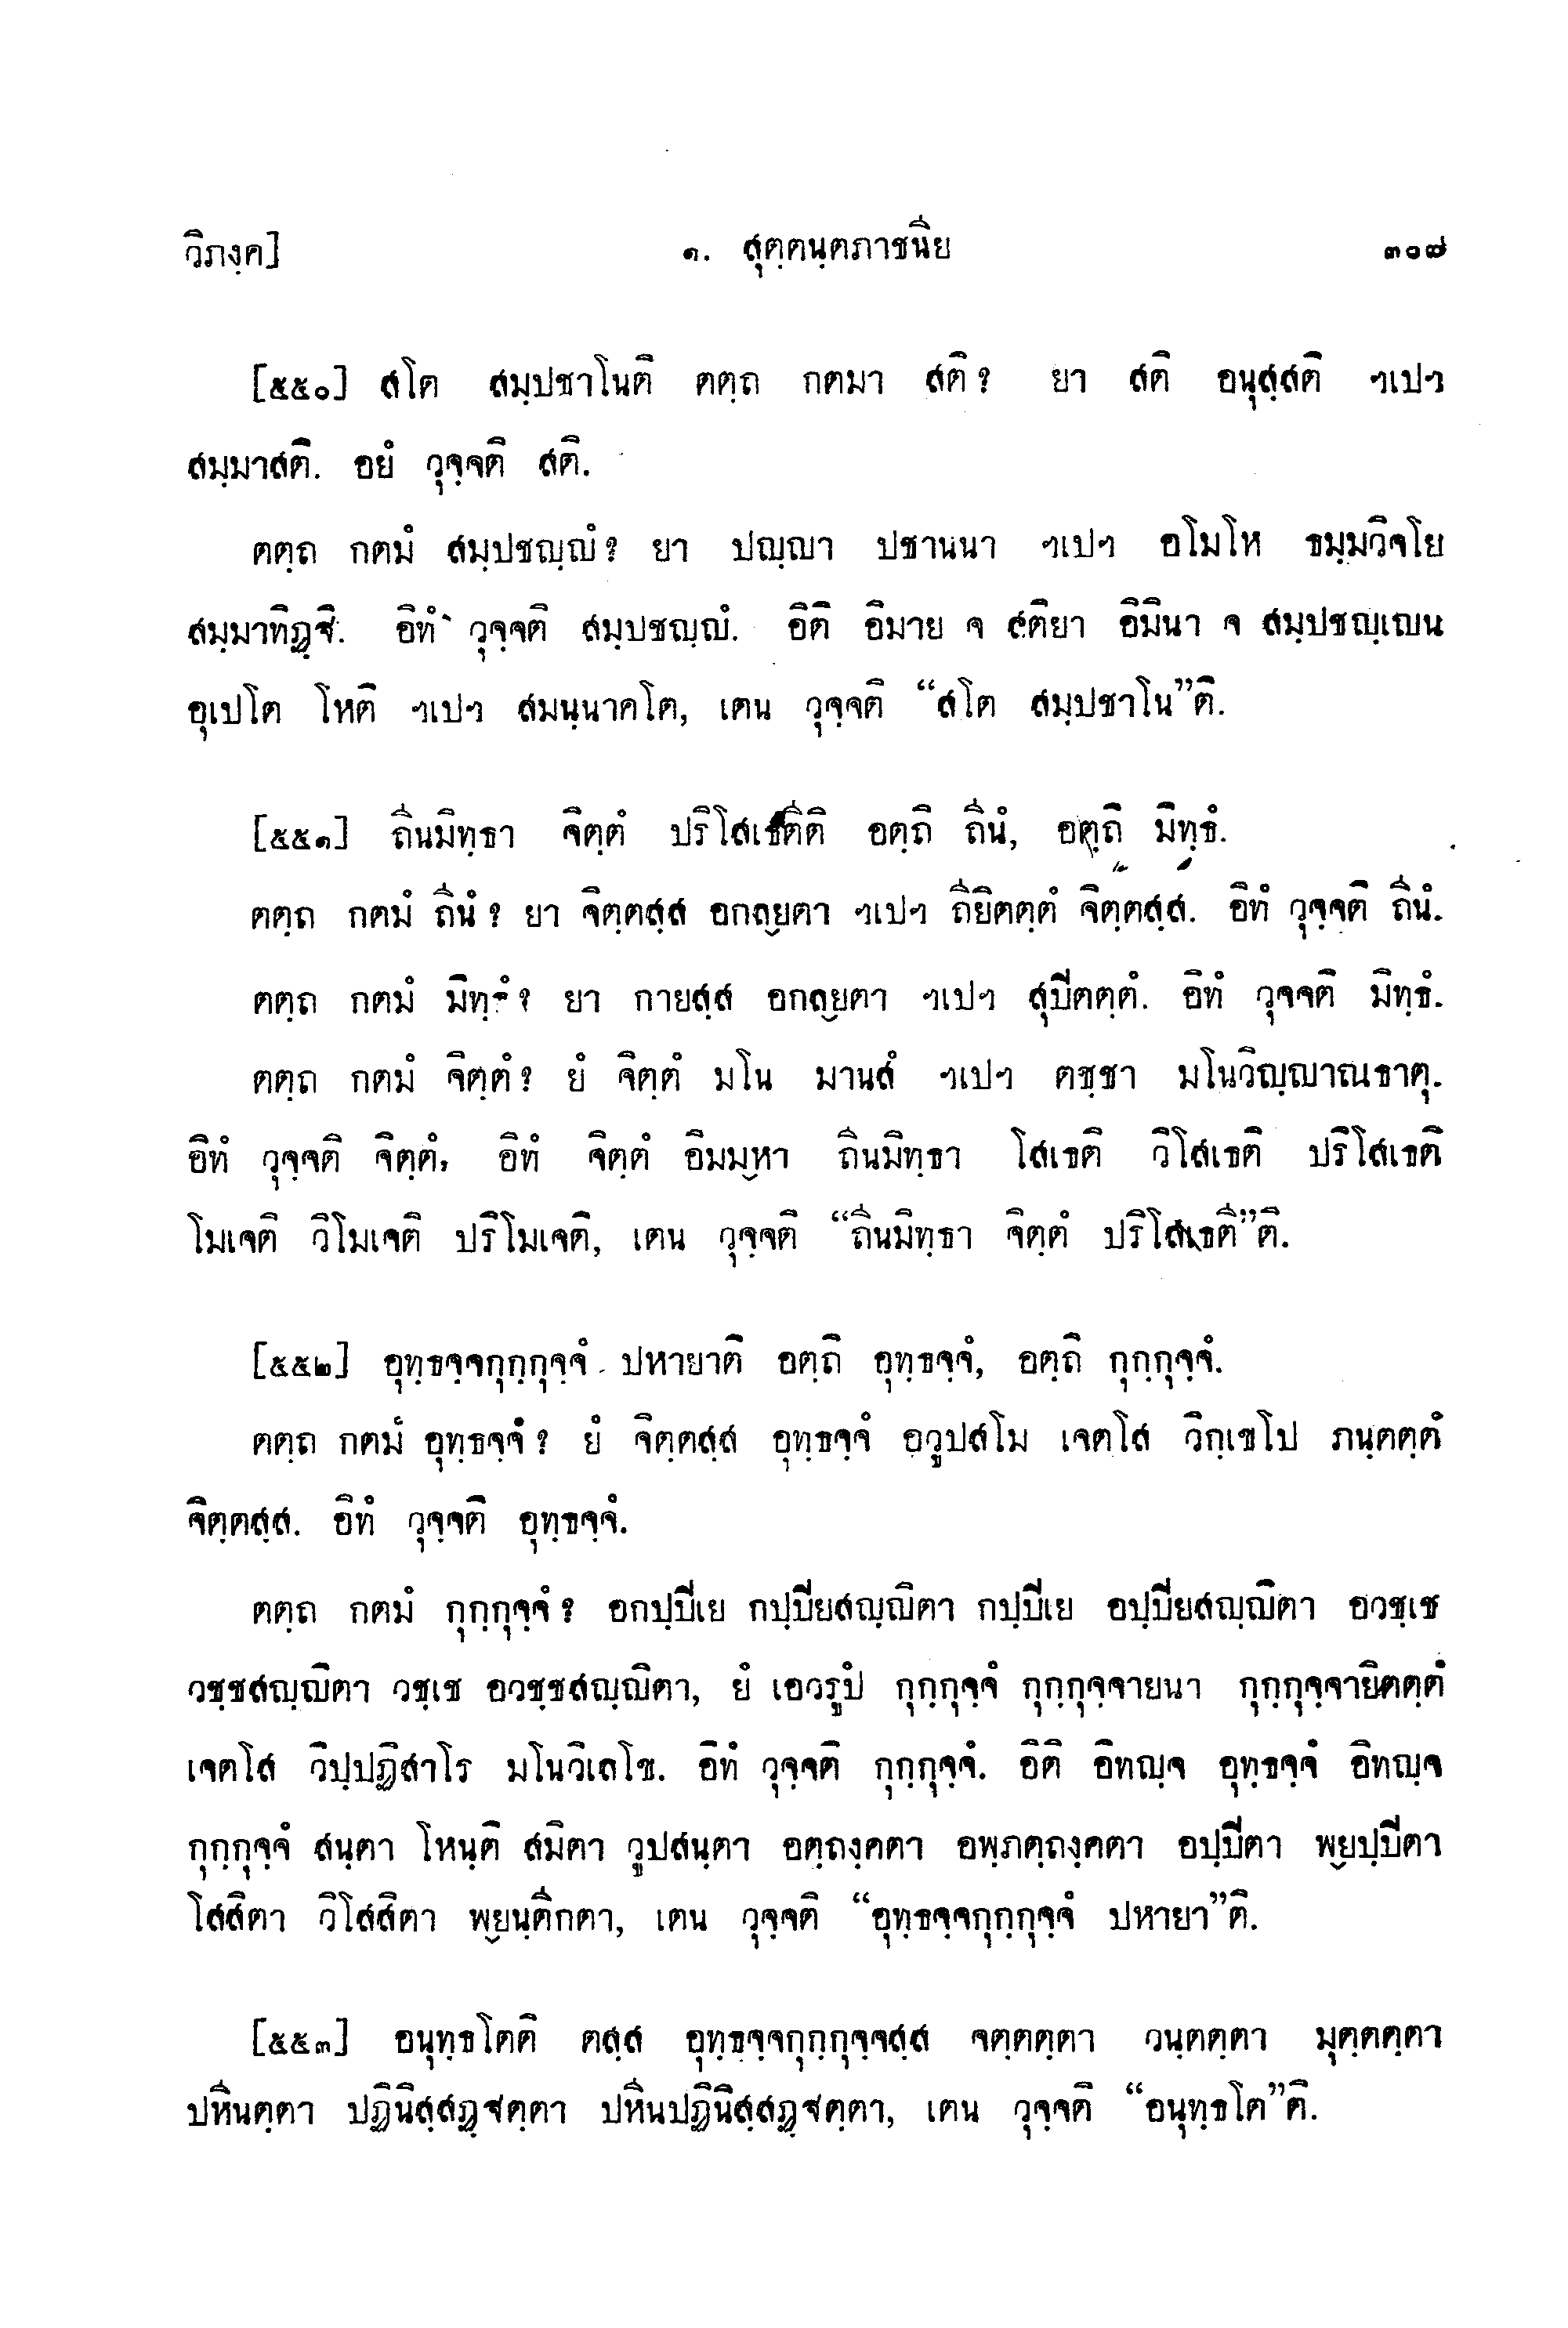 วิภงฺค]
๑. สุตฺตนฺตภาชนีย
๓๐๗
[๕๕๐] สโต สมฺปชาโนติ ตตฺถ กตมา สติ? ยา สติ อนุสฺสติ ฯเปฯ
สมฺมาสติ. อยํ วุจฺจติ สติ.
ตตฺถ กตมํ สมฺปชญฺญํ? ยา ปญฺญา ปชานนา ฯเปฯ อโมโห ธมฺมวิจโย
สมฺมาทิฏฺฐิ. อิทํ วุจฺจติ สมฺปชญฺญํ. อิติ อิมาย จ สติยา อิมินา จ สมฺปชญฺเญน
อุเปโต โหติ ฯเปฯ สมนฺนาคโต, เตน วุจฺจติ “สโต สมฺปชาโน”ติ.
[๕๕๑] ถีนมิทฺธา จิตฺตํ ปริโสเธตีติ อตฺถิ ถีนํ, อตฺถิ มิทฺธํ.
ตตฺถ กตมํ ถีนํ? ยา จิตฺตสฺส อกลฺยตา ฯเปฯ ถียิตตฺตํ จิตฺตสฺส. อิทํ วุจฺจติ ถีนํ.
ตตฺถ กตมํ มิทฺธํ? ยา กายสฺส อกลฺยตา ฯเปฯ สุปีตตฺตํ. อิทํ วุจฺจติ มิทฺธํ.
ตตฺถ กตมํ จิตฺตํ? ยํ จิตฺตํ มโน มานสํ ฯเปฯ ตชฺชา มโนวิญฺญาณธาตุ.
อิทํ วุจฺจติ จิตฺตํ, อิทํ จิตฺตํ อิมมฺหา ถีนมิทฺธา โสเธติ วิโสเธติ ปริโสเธติ
โมเจติ วิโมเจติ ปริโมเจติ, เตน วุจฺจติ “ถีนมิทฺธา จิตฺตํ ปริโสเธตี”ติ.
[๕๕๒] อุทฺธจฺจกุกฺกุจฺจํ ปหายาติ อตฺถิ อุทฺธจฺจํ, อตฺถิ กุกฺกุจฺจํ.
ตตฺถ กตมํ อุทฺธจฺจํ? ยํ จิตฺตสฺส อุทฺธจฺจํ อวูปสโม เจตโส วิกฺเขโป ภนฺตตฺตํ
จิตฺตสฺส. อิทํ วุจฺจติ อุทฺธจฺจํ.
ตตฺถ กตมํ กุกฺกุจฺจํ? อกปฺปิเย กปฺปิยสญฺญิตา กปฺปิเย อปฺปิยสญฺญิตา อวชฺเช
วชฺชสญฺญิตา วชฺเช อวชฺชสญฺญิตา, ยํ เอวรูปํ กุกฺกุจฺจํ กุกฺกุจฺจายนา กุกฺกุจฺจายิตตฺตํ
เจตโส วิปฺปฏิสาโร มโนวิเลโข. อิทํ วุจฺจติ กุกฺกุจฺจํ. อิติ อิทญฺจ อุทฺธจฺจํ อิทญฺจ
กุกฺกุจฺจํ สนฺตา โหนฺติ สมิตา วูปสนฺตา อตฺถงฺคตา อพฺภตฺถงฺคตา อปฺปิตา พฺยปฺปิตา
โสสิตา วิโสสิตา พฺยนฺตีกตา, เตน วุจฺจติ “อุทฺธจฺจกุกฺกุจฺจํ ปหายา”ติ.
[๕๕๓] อนุทฺธโตติ ตสฺส อุทฺธจฺจกุกฺกุจฺจสฺส จตฺตตฺตา วนฺตตฺตา มุตฺตตฺตา
ปหีนตฺตา ปฏินิสฺสฏฺฐตฺตา ปหีนปฏินิสฺสฏฺฐตฺตา, เตน วุจฺจติ “อนุทฺธโต”ติ.